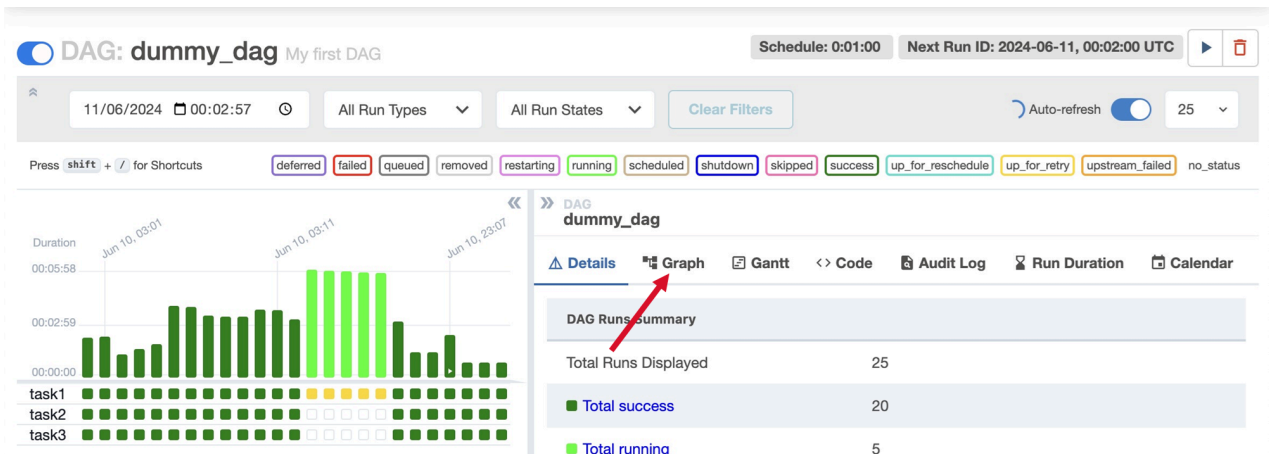 DAG: dummy_dag My first DAG
Schedule: 0:01:00
Next Run ID: 2024-06-11, 00:02:00 UTC
11/06/2024 00:02:57
All Run Types
All Run States
Clear Filters
Auto-refresh
25
Press shift + / for Shortcuts
deferred failed queued removed restarting running scheduled shutdown skipped success up_for_reschedule up_for_retry upstream_failed no_status
Duration
Jun 10, 03:01
Jun 10, 03:11
Jun 10, 23:07
00:05:58
00:02:59
00:00:00
task1
task2
task3
DAG
dummy_dag
Details Graph Gantt Code Audit Log Run Duration Calendar
DAG Runs Summary
Total Runs Displayed 25
Total success 20
Total running 5